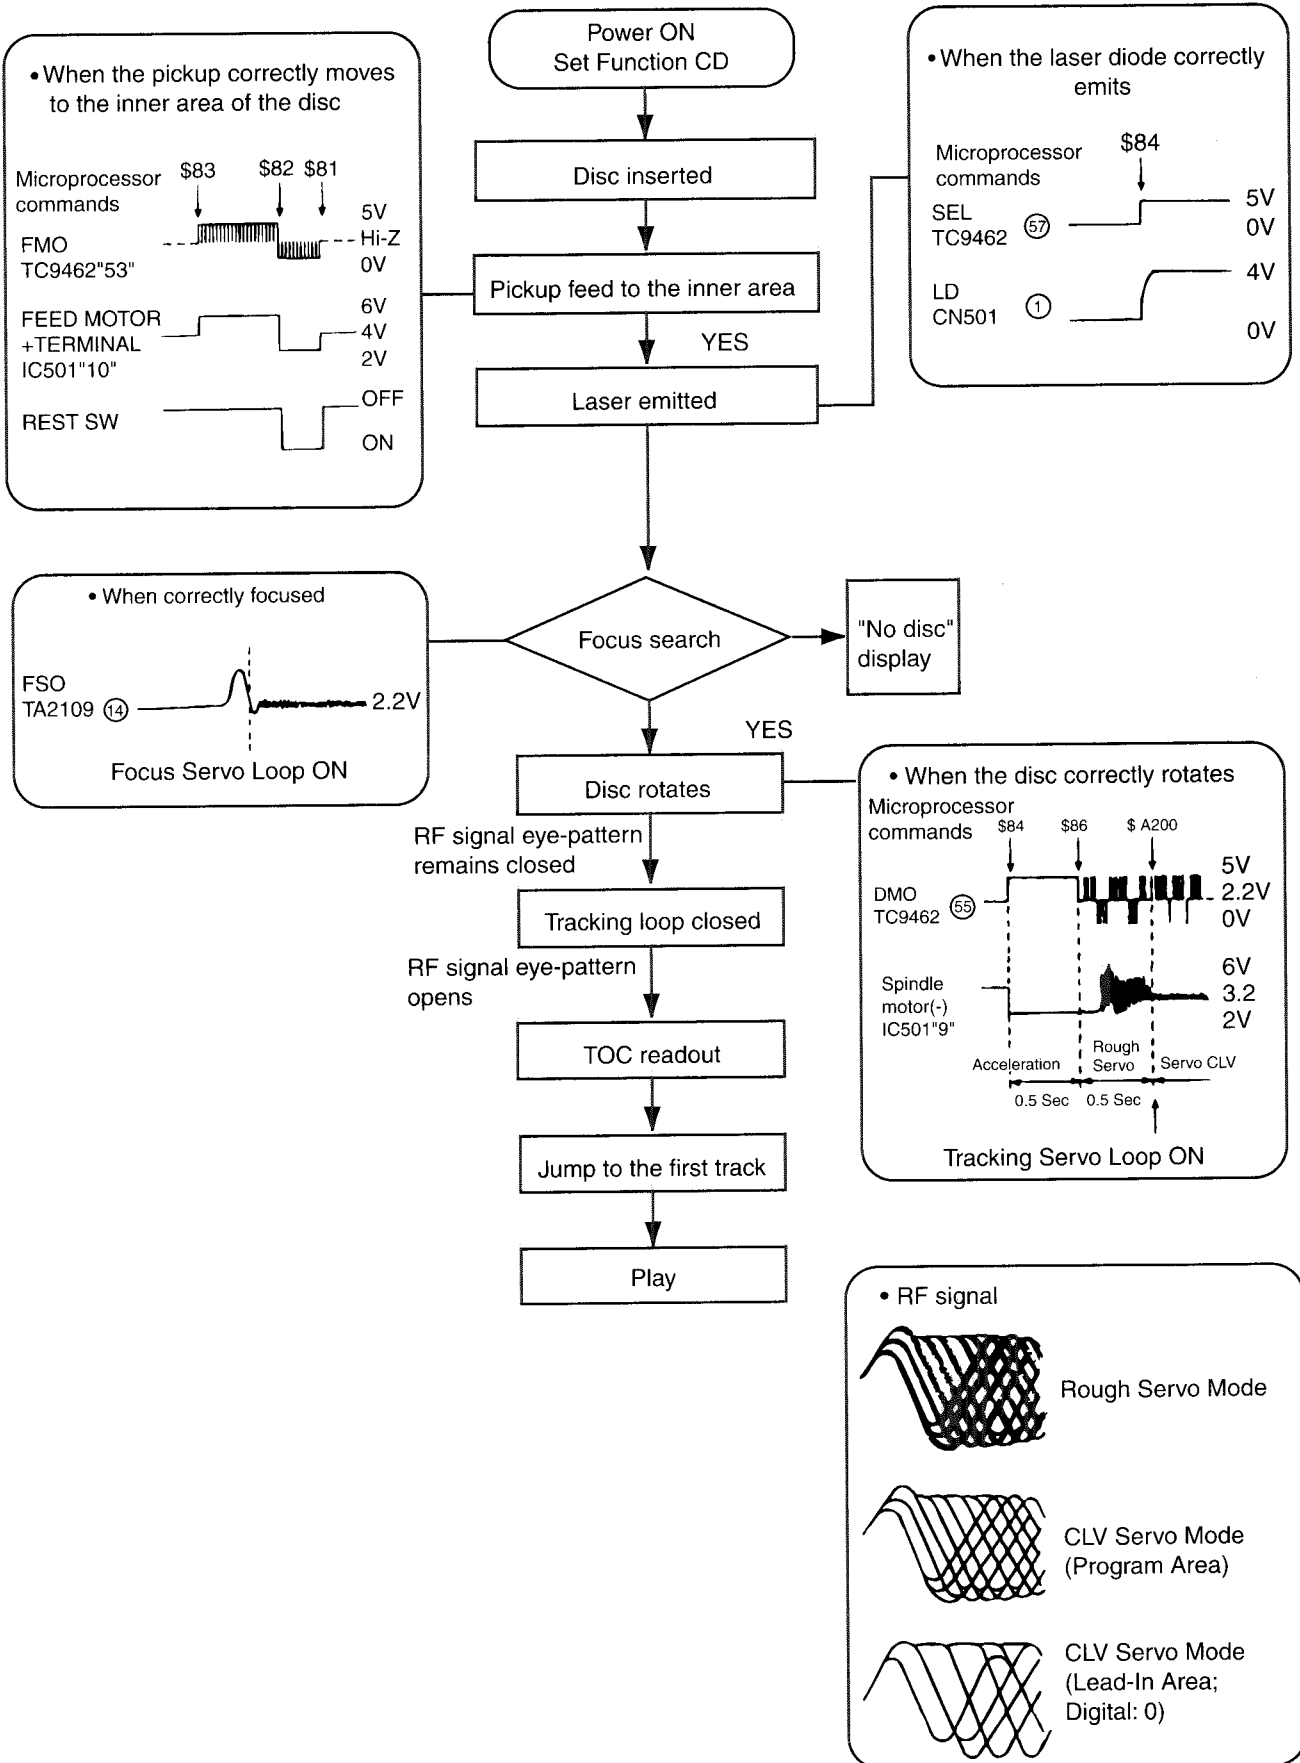 Power ON
Set Function CD
Disc inserted
Pickup feed to the inner area
YES
Laser emitted
Focus search
"No disc"
display
YES
Disc rotates
RF signal eye-pattern
remains closed
Tracking loop closed
RF signal eye-pattern
opens
TOC readout
Jump to the first track
Play
• When the pickup correctly moves
to the inner area of the disc
Microprocessor
commands
$83 $82 $81
FMO
TC9462"53"
5V
Hi-Z
0V
FEED MOTOR
+TERMINAL
IC501"10"
6V
4V
2V
REST SW
OFF
ON
• When the laser diode correctly
emits
Microprocessor
commands
$84
SEL
TC9462 57
5V
0V
LD
CN501 1
4V
0V
• When correctly focused
FSO
TA2109 14
2.2V
Focus Servo Loop ON
• When the disc correctly rotates
Microprocessor
commands
$84 $86 $ A200
DMO
TC9462 55
5V
2.2V
0V
Spindle
motor(-)
IC501"9"
6V
3.2
2V
Acceleration
Rough
Servo
Servo CLV
0.5 Sec 0.5 Sec
Tracking Servo Loop ON
• RF signal
Rough Servo Mode
CLV Servo Mode
(Program Area)
CLV Servo Mode
(Lead-In Area;
Digital: 0)